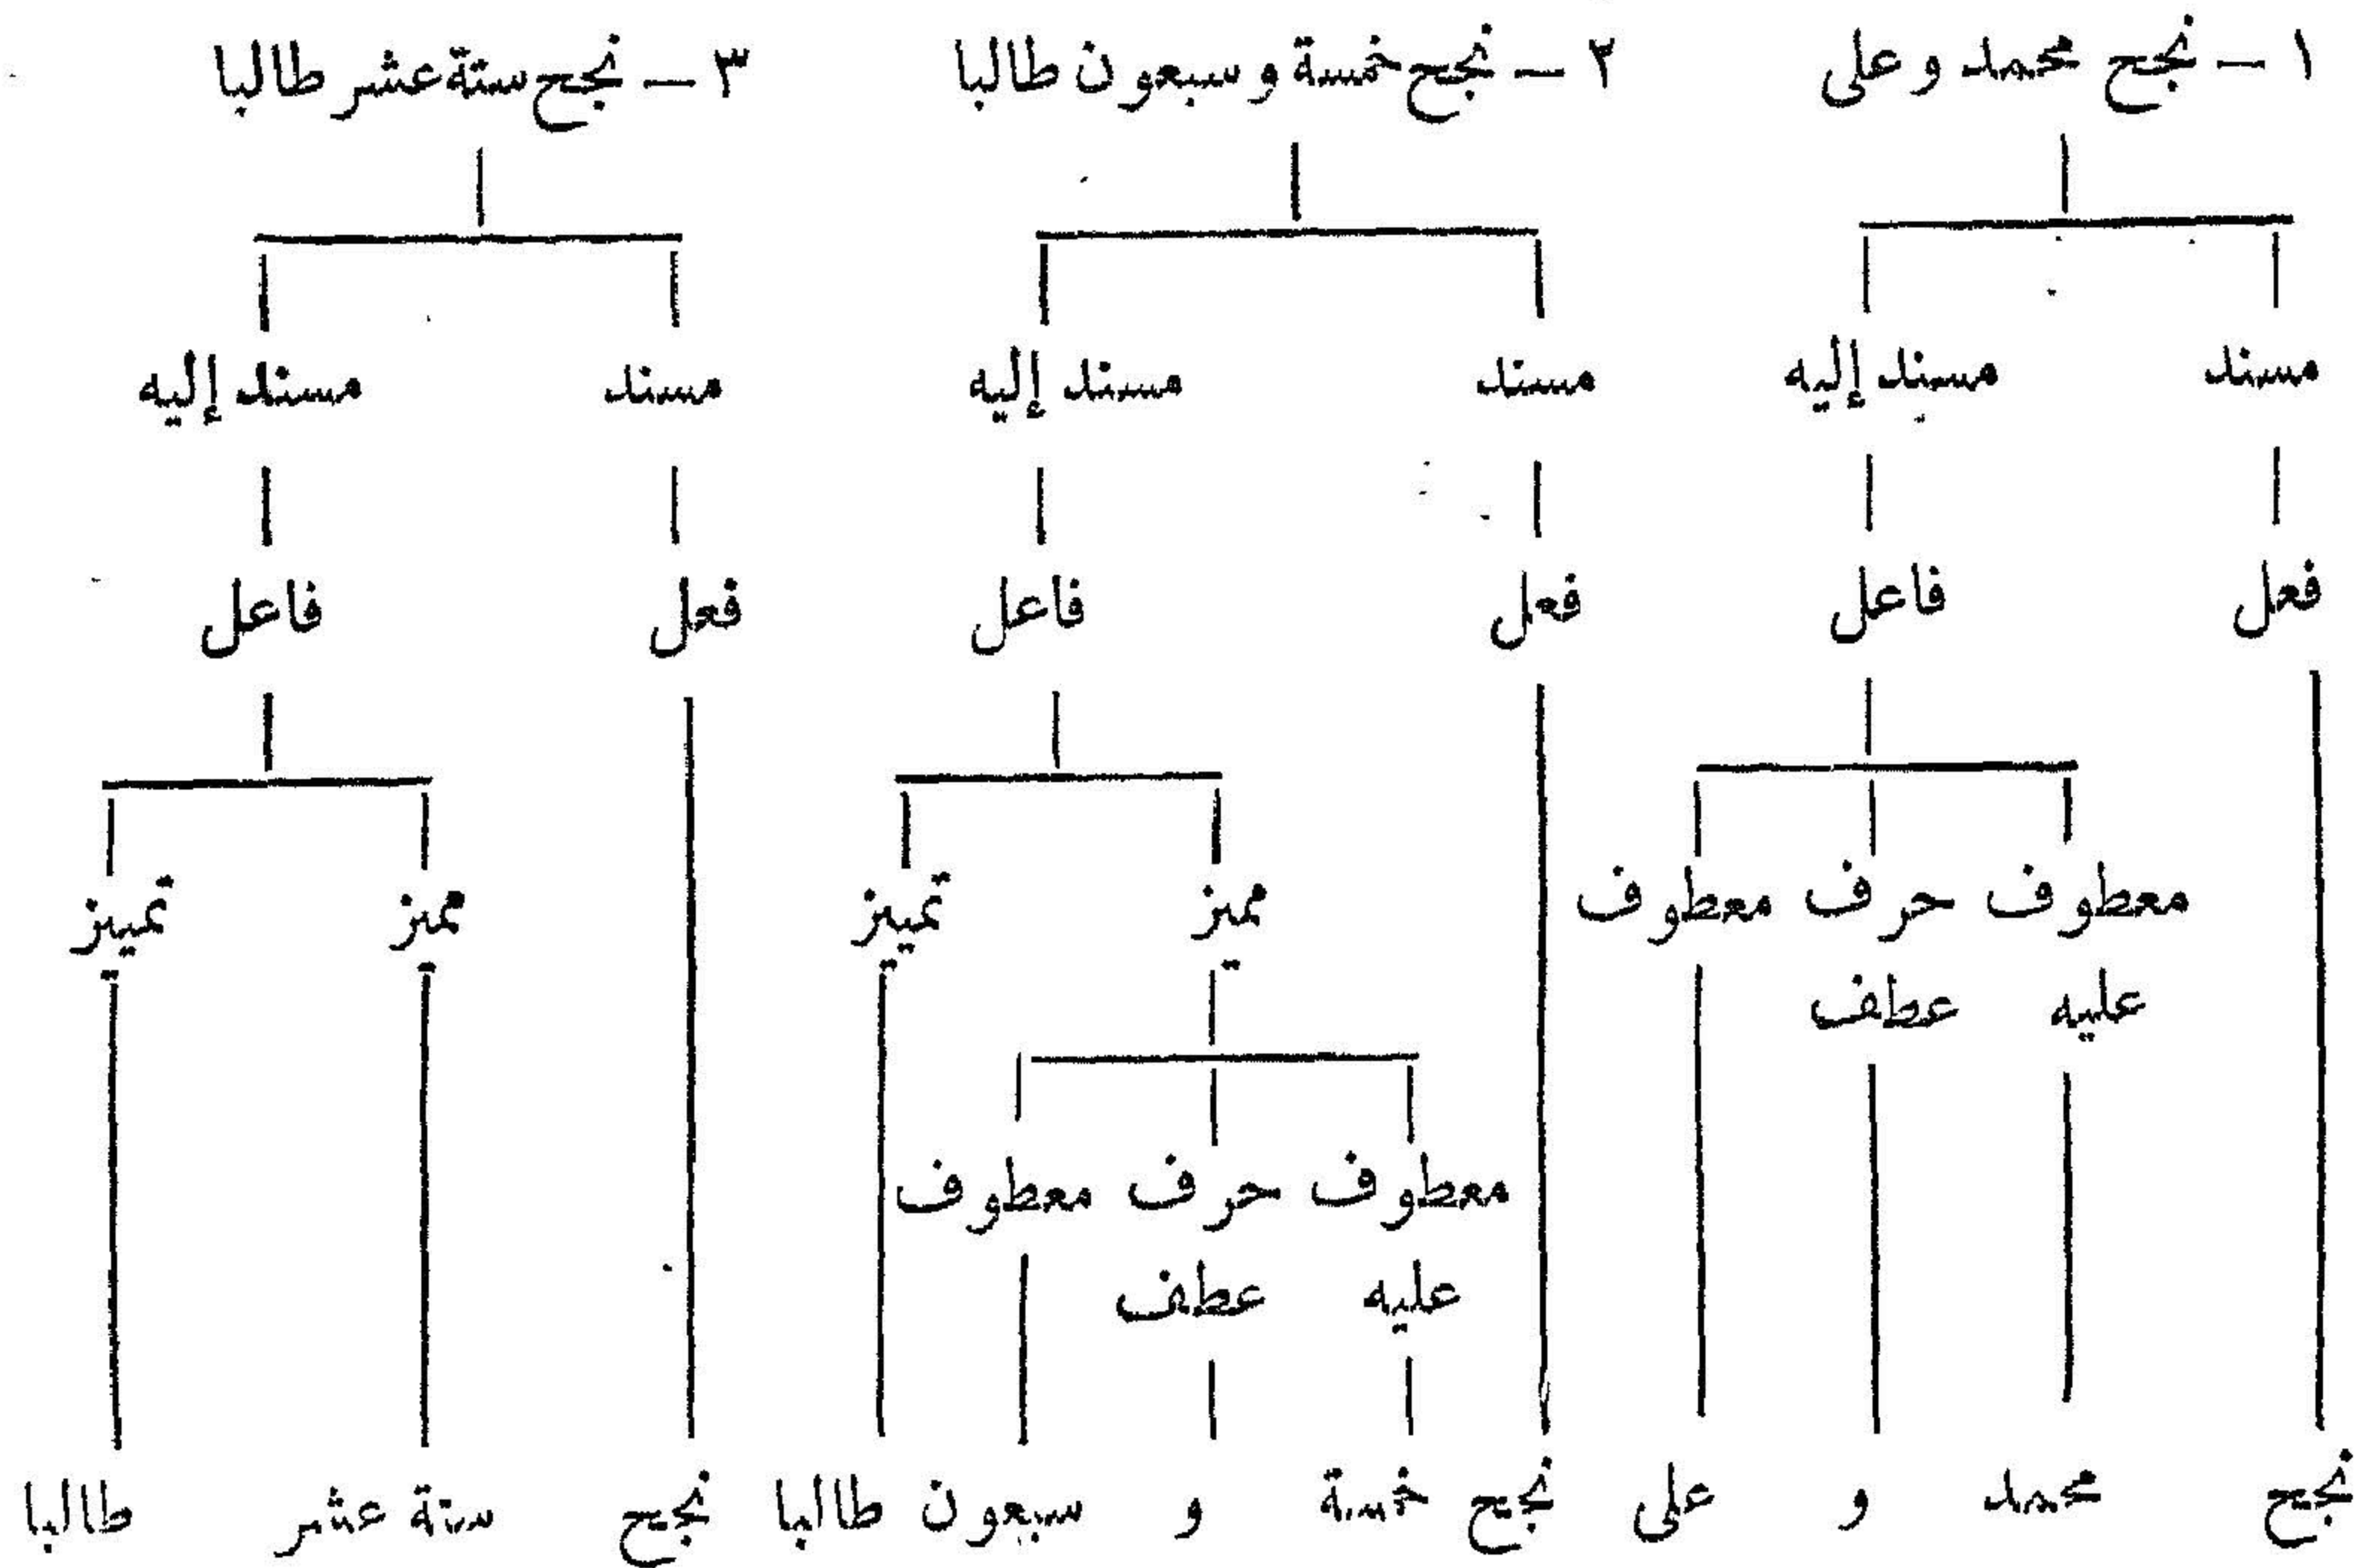 ١ – نجح محمد وعلى ٢ – نجح خمسة وسبعون طالبا ٣ – نجح ستة عشر طالبا
مسند مسند إليه مسند مسند إليه مسند مسند إليه
فعل فاعل فعل فاعل فعل فاعل
معطوف حرف معطوف مميز تمييز مميز تمييز
عليه عطف
معطوف حرف معطوف
عليه عطف
نجح محمد و على نجح خمسة و سبعون طالبا نجح ستة عشر طالبا